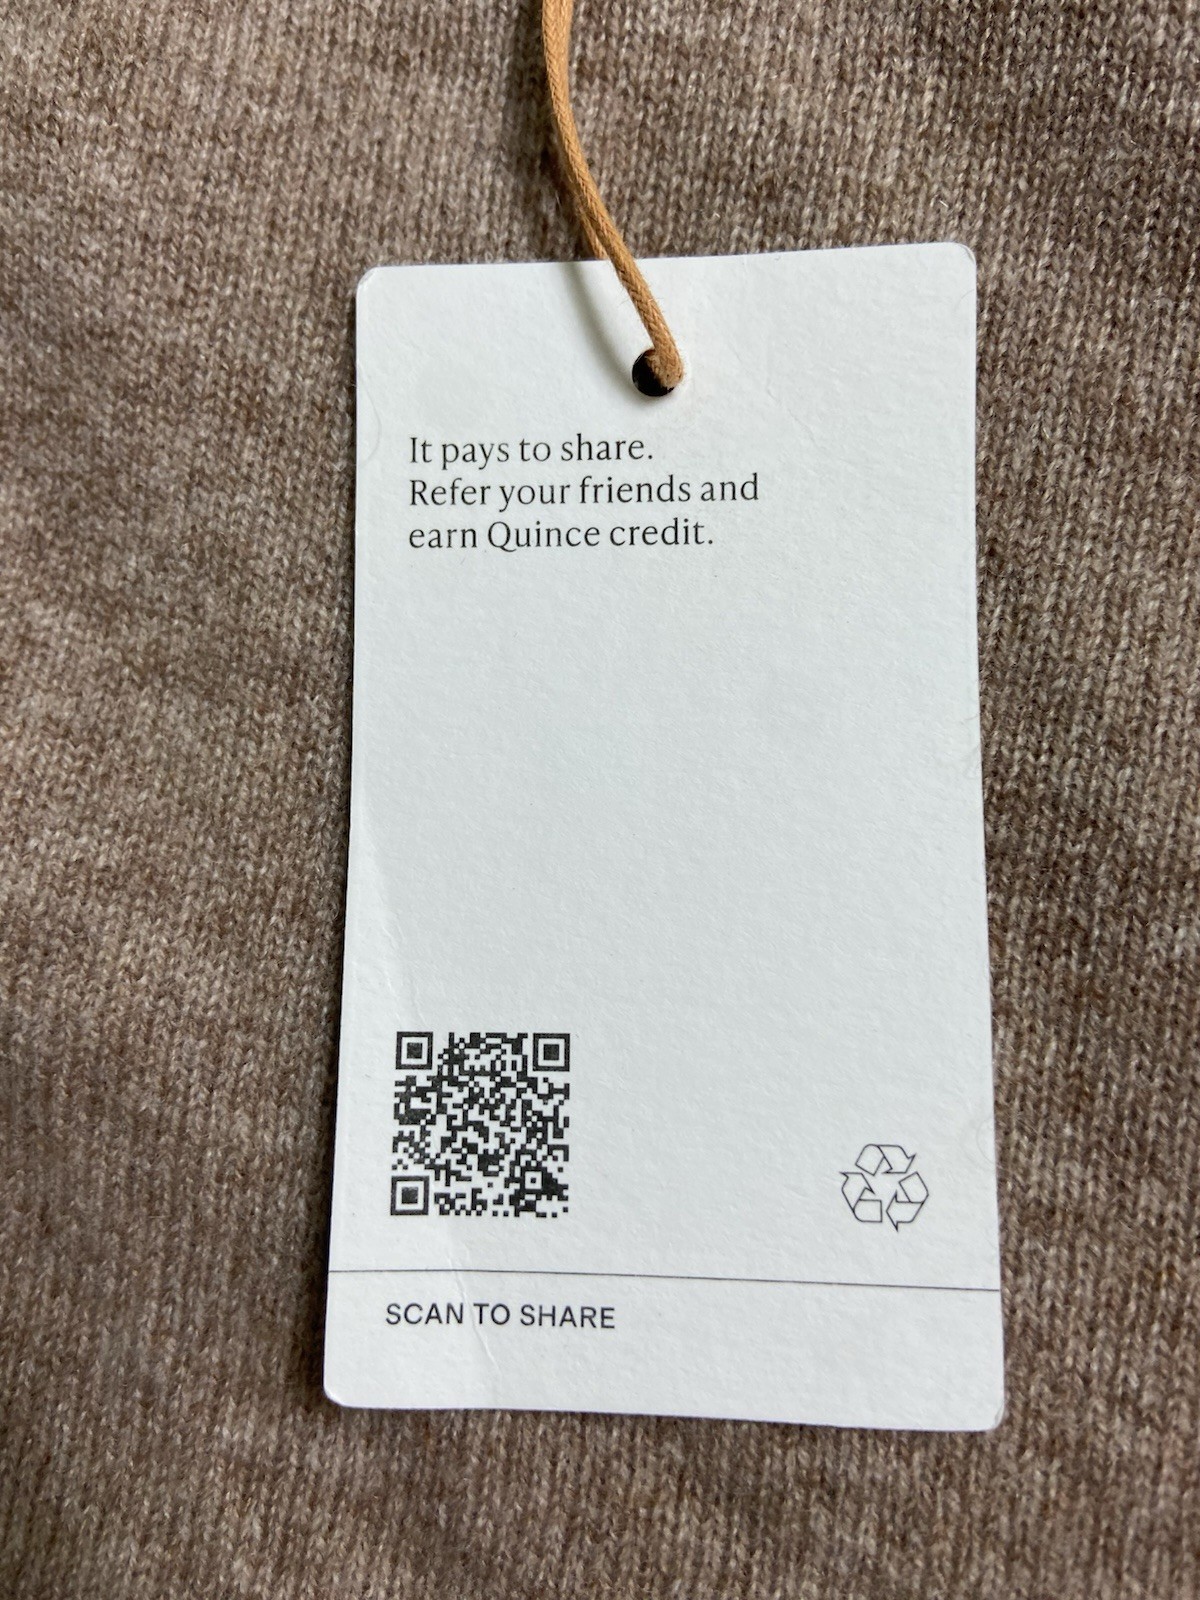 It pays to share.
Refer your friends and
earn Quince credit.
SCAN TO SHARE